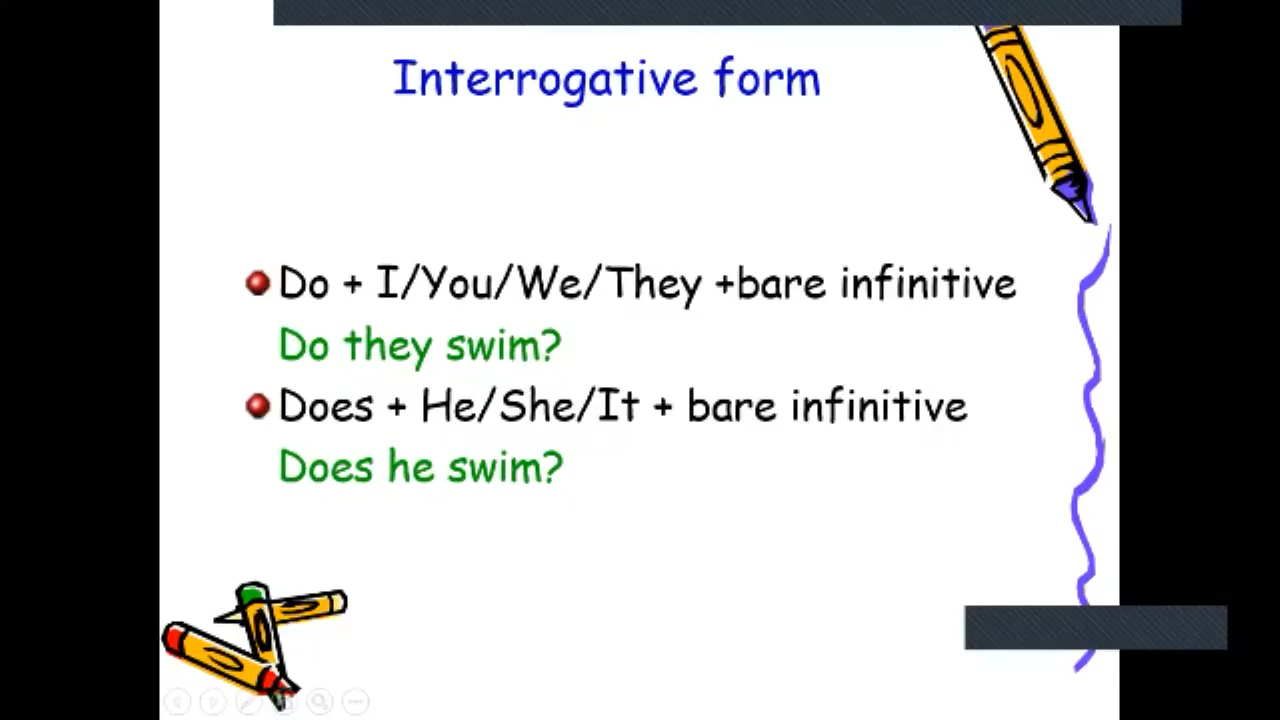 Interrogative form
Do + I/You/We/They +bare infinitive
Do they swim?
Does + He/She/It + bare infinitive
Does he swim?